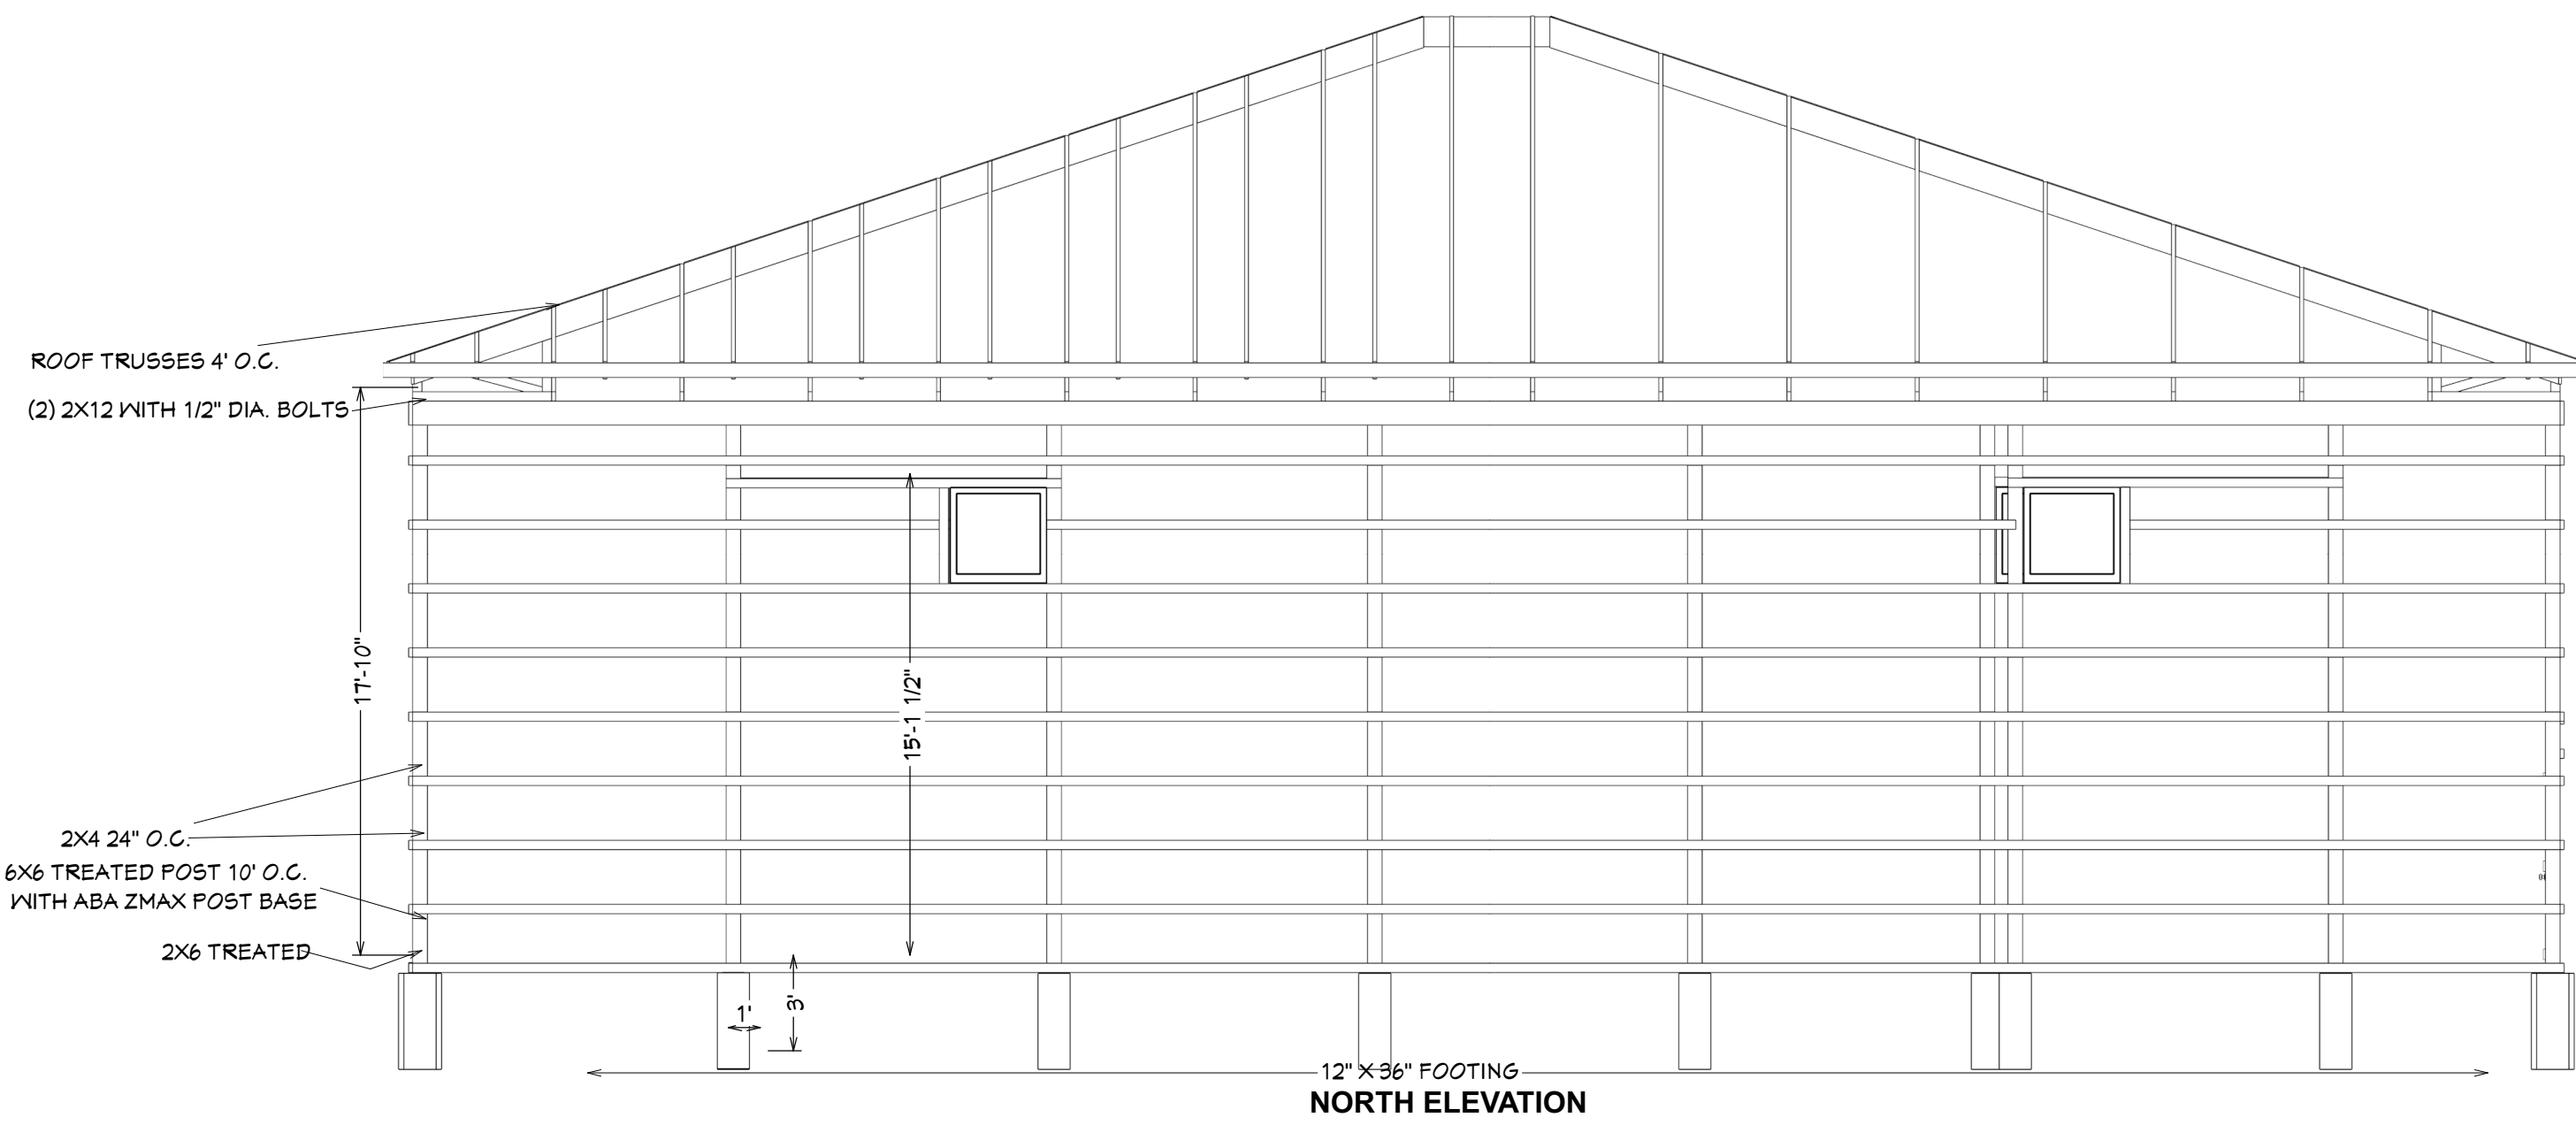 ROOF TRUSSES 4' O.C.
(2) 2X12 WITH 1/2" DIA. BOLTS
17'-10"
15'-1 1/2"
2X4 24" O.C.
6X6 TREATED POST 10' O.C.
WITH ABA ZMAX POST BASE
2X6 TREATED
1'
3'
12" X 36" FOOTING
NORTH ELEVATION